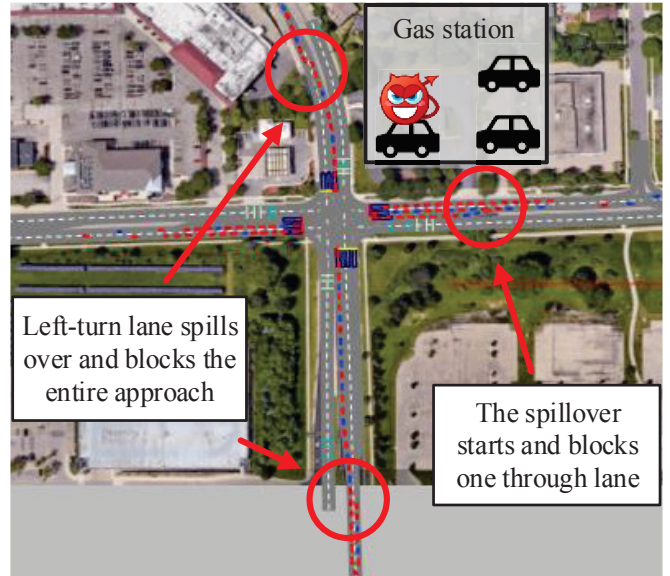 Gas station
Left-turn lane spills
over and blocks the
entire approach
The spillover
starts and blocks
one through lane